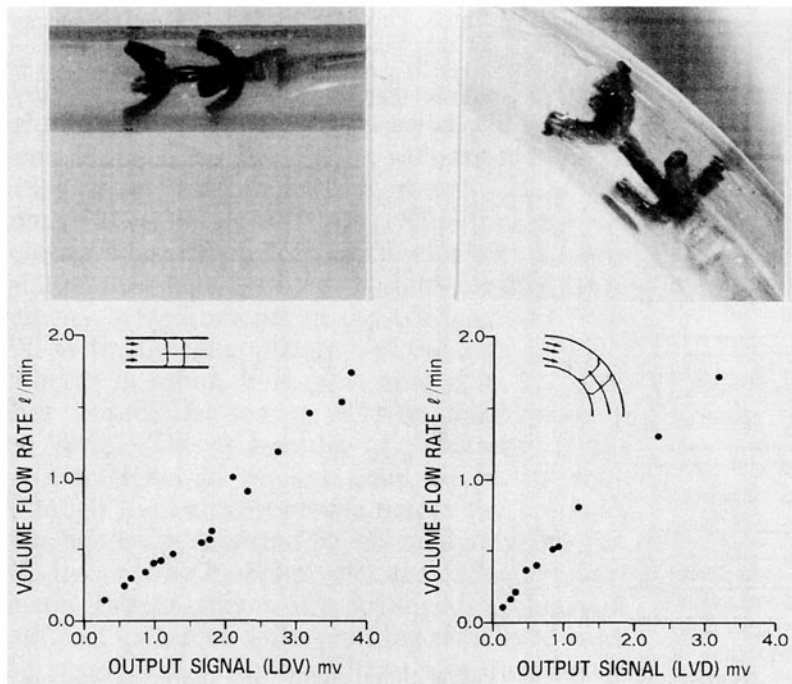 2.0
1.0
0.0
VOLUME FLOW RATE ℓ/min
0.0 1.0 2.0 3.0 4.0
OUTPUT SIGNAL (LDV) mv
2.0
1.0
0.0
VOLUME FLOW RATE ℓ/min
0.0 1.0 2.0 3.0 4.0
OUTPUT SIGNAL (LVD) mv